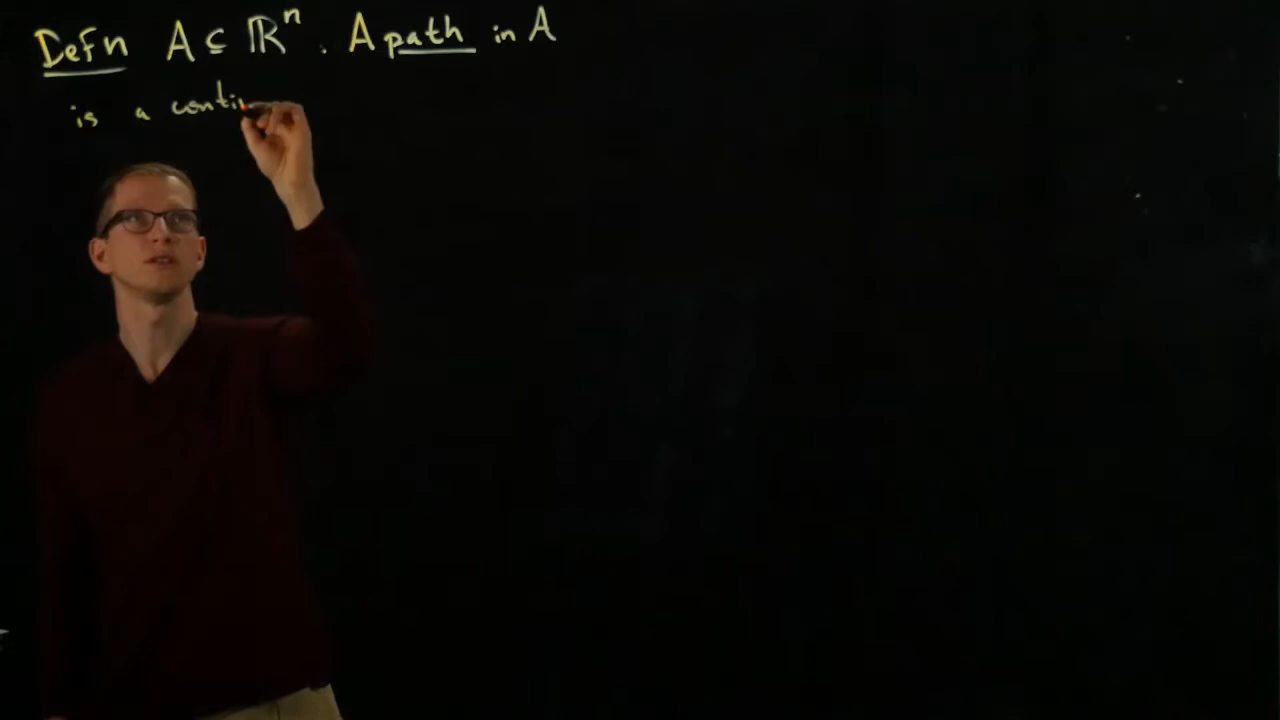 Defn A ⊆ ℝⁿ. A path in A
is a conti